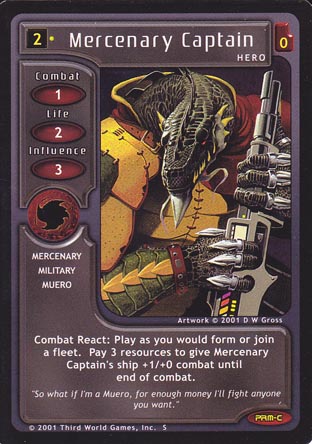 2
Mercenary Captain
0
HERO
Combat
1
Life
2
Influence
3
MERCENARY
MILITARY
MUERO
Artwork © 2001 D W Gross
Combat React: Play as you would form or join
a fleet. Pay 3 resources to give Mercenary
Captain's ship +1/+0 combat until
end of combat.
"So what if I'm a Muero, for enough money I'll fight anyone
you want."
PRM-C
© 2001 Third World Games, Inc. S